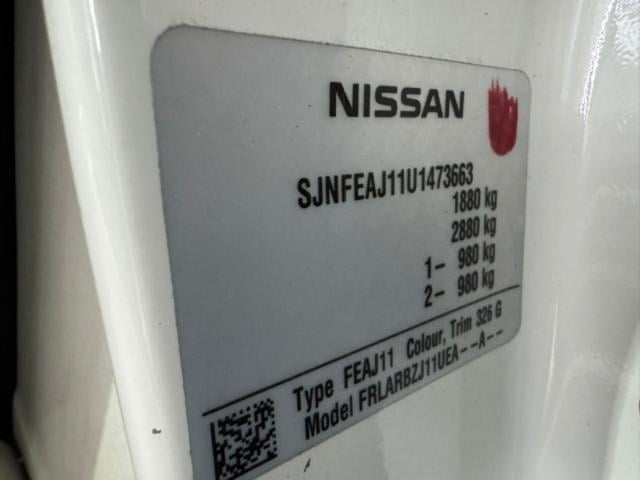 NISSAN
SJNFEAJ11U1473663
1880 kg
2880 kg
1- 980 kg
2- 980 kg
Type FEAJ11 Colour, Trim 326 G
Model FRLARBZJ11UEA--A--